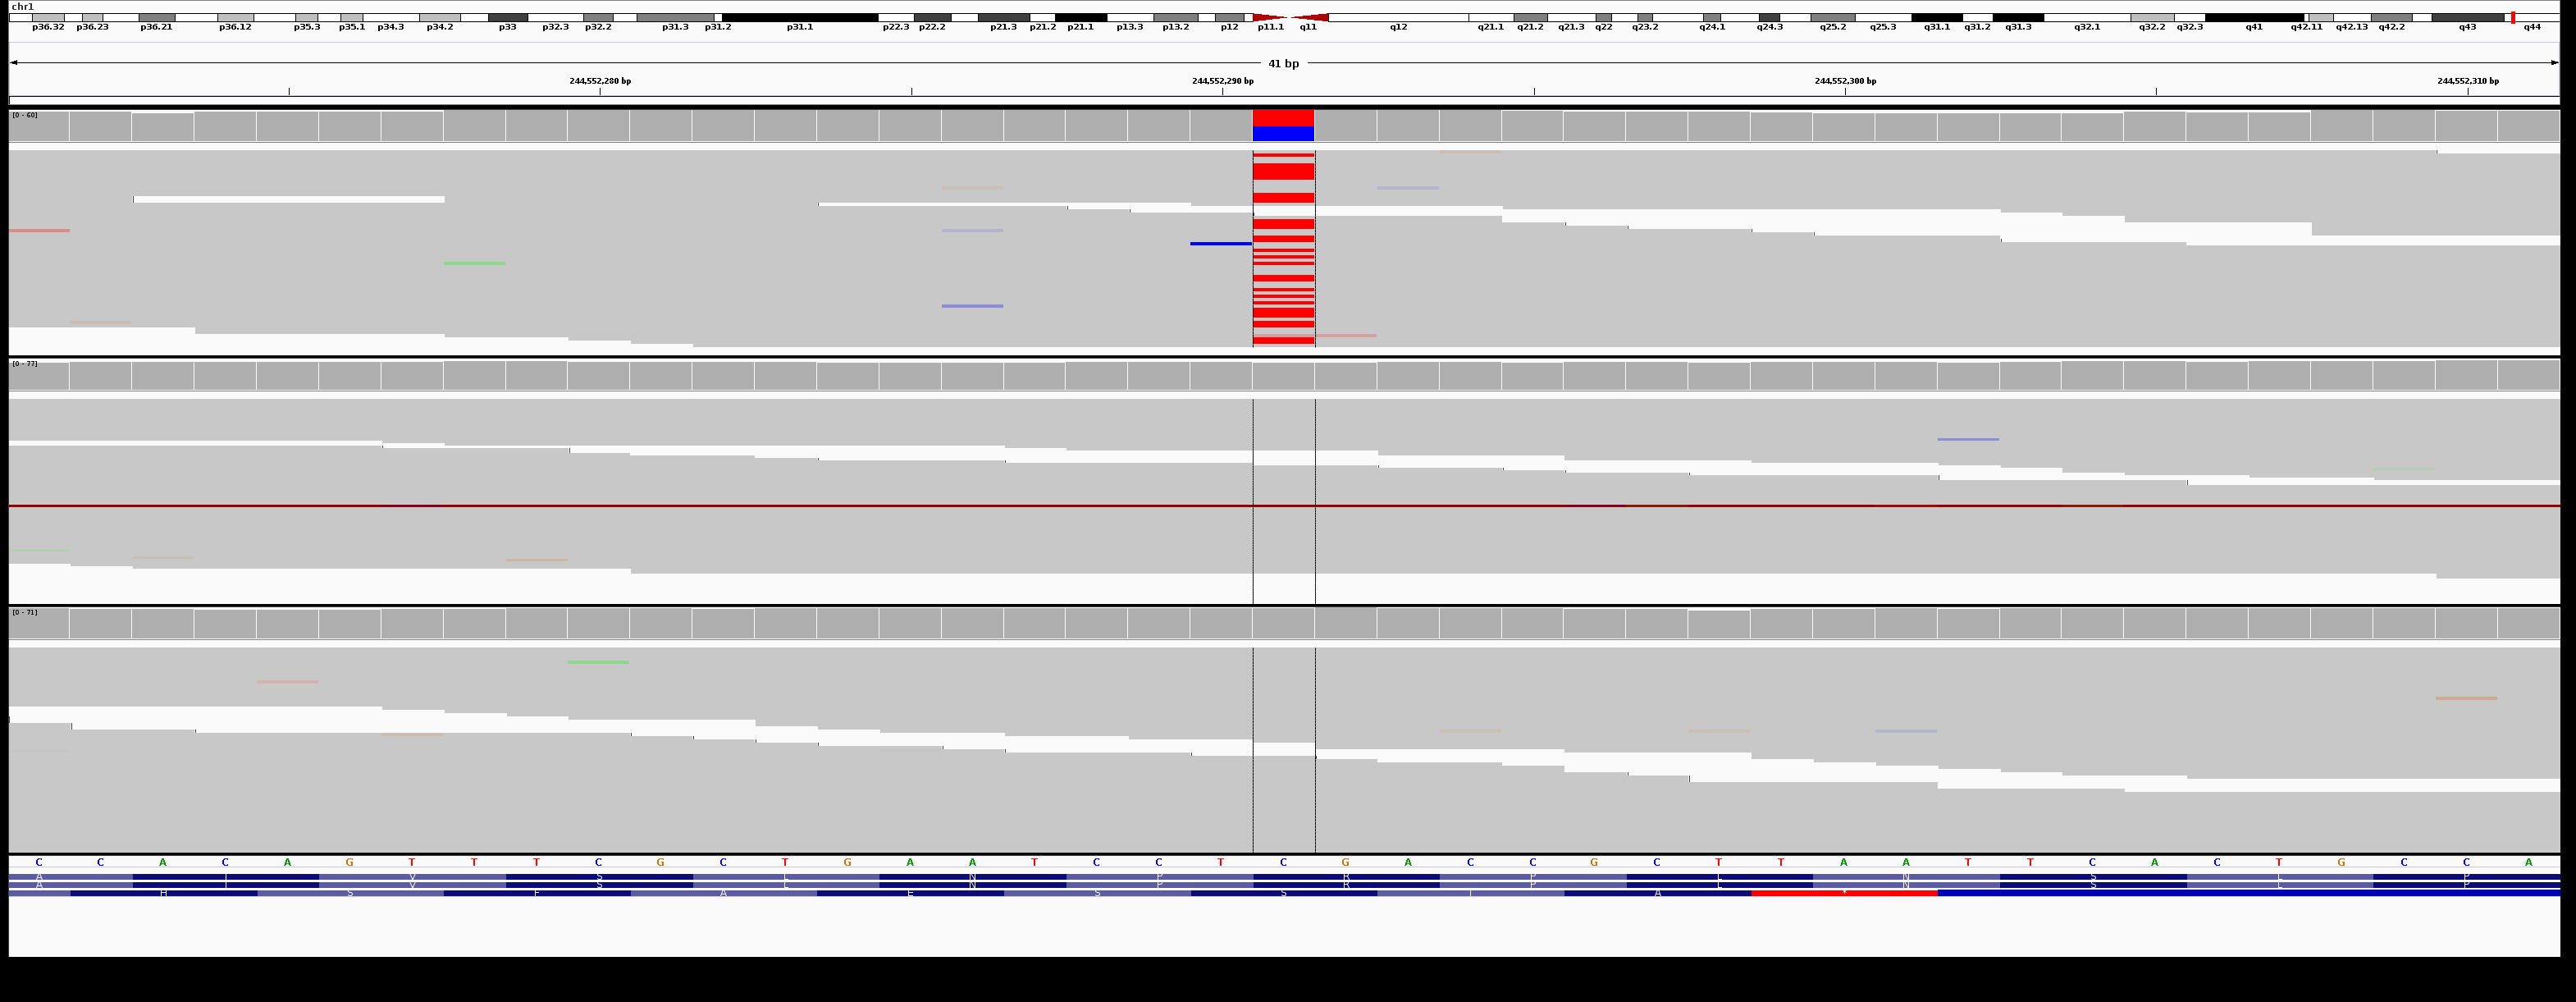 chr1
p36.32 p36.23 p36.21 p36.12 p35.3 p35.1 p34.3 p34.2 p33 p32.3 p32.2 p31.3 p31.2 p31.1 p22.3 p22.2 p21.3 p21.2 p21.1 p13.3 p13.2 p12 p11.1 q11 q12 q21.1 q21.2 q21.3 q22 q23.2 q24.1 q24.3 q25.2 q25.3 q31.1 q31.2 q31.3 q32.1 q32.2 q32.3 q41 q42.11 q42.13 q42.2 q43 q44
41 bp
244,552,280 bp 244,552,290 bp 244,552,300 bp 244,552,310 bp
[0 - 60]
[0 - 77]
[0 - 71]
C C A C A G T T T C G C T G A A T C C T C G A C C G C T T A A T T C A C T G C C A
A T V S L N P R P L N S L P
A T V S L N P R P L N S L P
H S F A E S S T A *